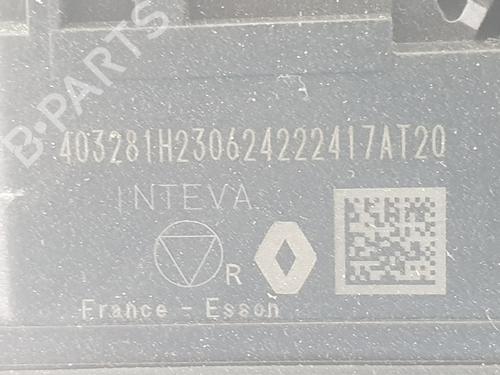 B-PARTS
403281H230624222417AT20
INTEVA
R
France - Esson